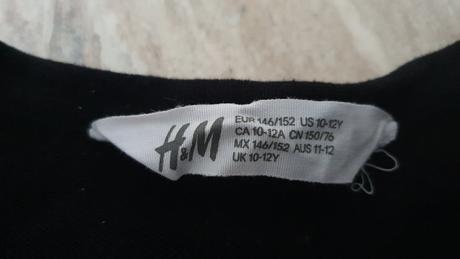 H&M
EUR 146/152 US 10-12Y
CA 10-12A CN 150/76
MX 146/152 AUS 11-12
UK 10-12Y